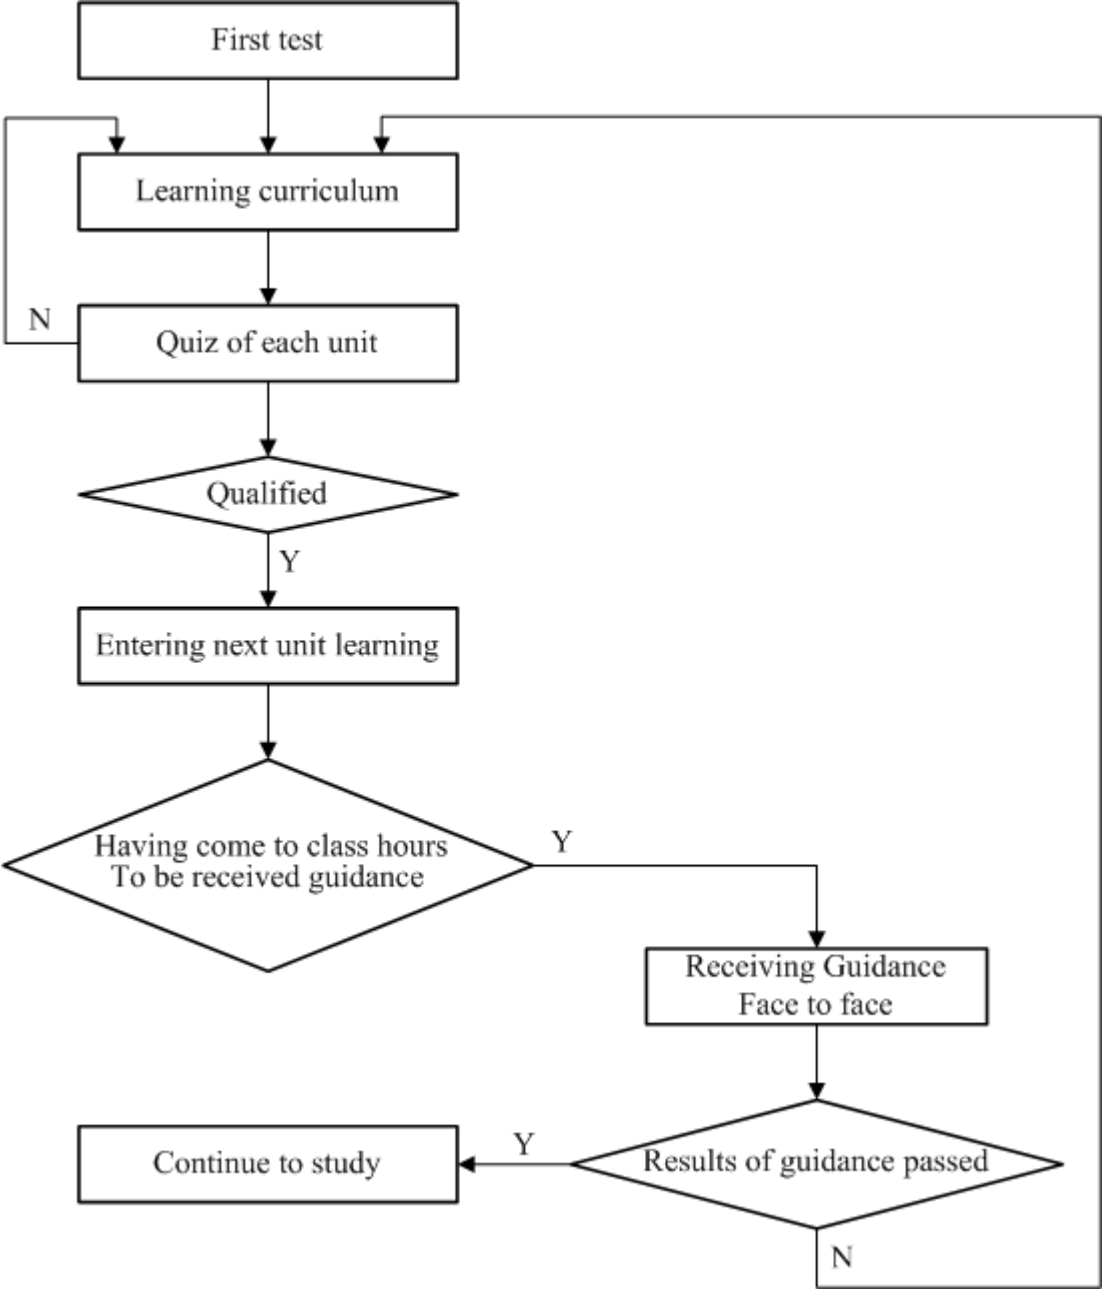 First test
Learning curriculum
N
Quiz of each unit
Qualified
Y
Entering next unit learning
Having come to class hours
To be received guidance
Y
Receiving Guidance
Face to face
Results of guidance passed
Y
Continue to study
N